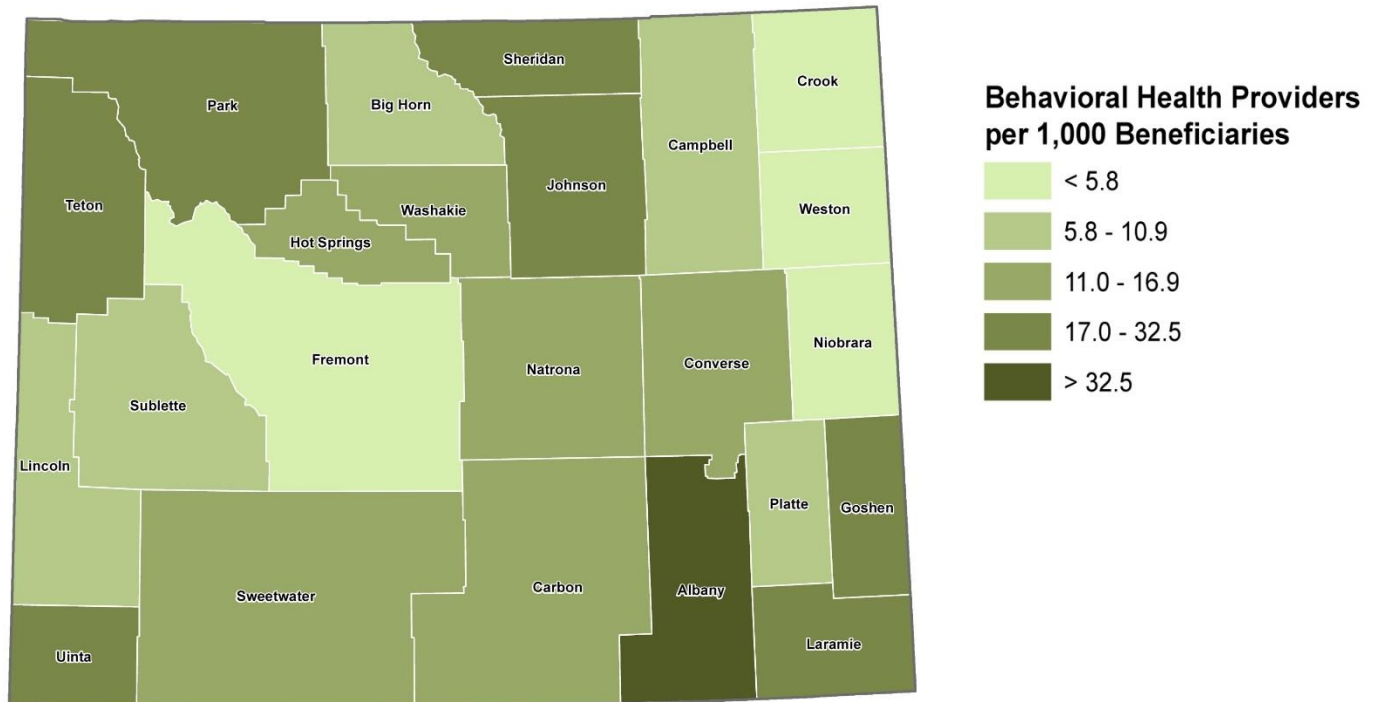 Sheridan
Crook
Park
Big Horn
Campbell
Johnson
Teton
Washakie
Weston
Hot Springs
Niobrara
Fremont
Natrona
Converse
Sublette
Lincoln
Platte
Goshen
Sweetwater
Carbon
Albany
Uinta
Laramie
Behavioral Health Providers
per 1,000 Beneficiaries
< 5.8
5.8 - 10.9
11.0 - 16.9
17.0 - 32.5
> 32.5